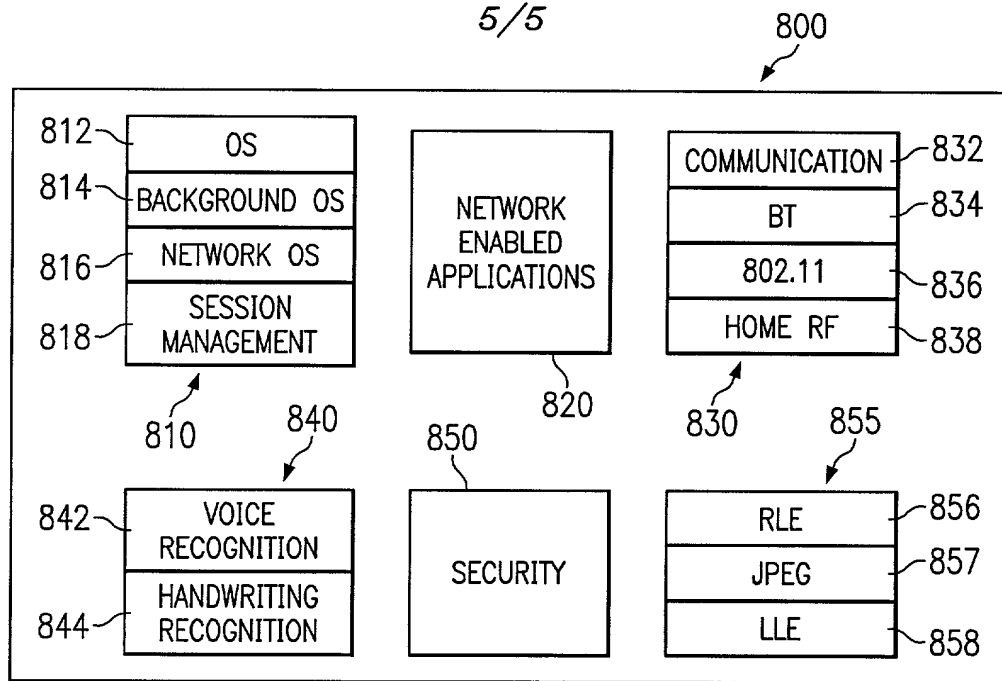 5/5
800
812
OS
814
BACKGROUND OS
816
NETWORK OS
818
SESSION
MANAGEMENT
810
NETWORK
ENABLED
APPLICATIONS
820
COMMUNICATION
832
BT
834
802.11
836
HOME RF
838
830
840
842
VOICE
RECOGNITION
844
HANDWRITING
RECOGNITION
850
SECURITY
855
RLE
856
JPEG
857
LLE
858